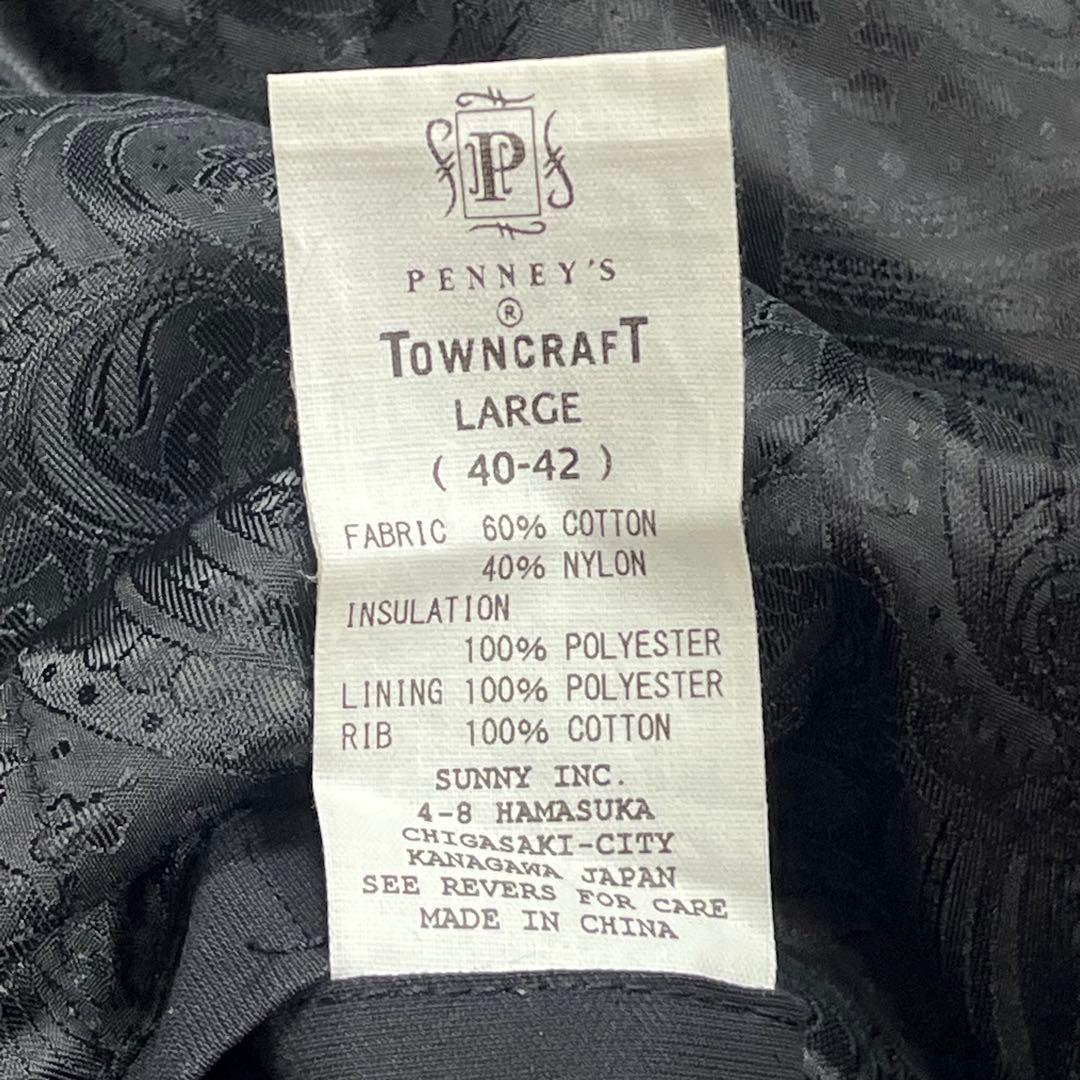 P
PENNEY'S
®
TOWNCRAFT
LARGE
( 40-42 )
FABRIC 60% COTTON
40% NYLON
INSULATION
100% POLYESTER
LINING 100% POLYESTER
RIB 100% COTTON
SUNNY INC.
4-8 HAMASUKA
CHIGASAKI-CITY
KANAGAWA JAPAN
SEE REVERS FOR CARE
MADE IN CHINA